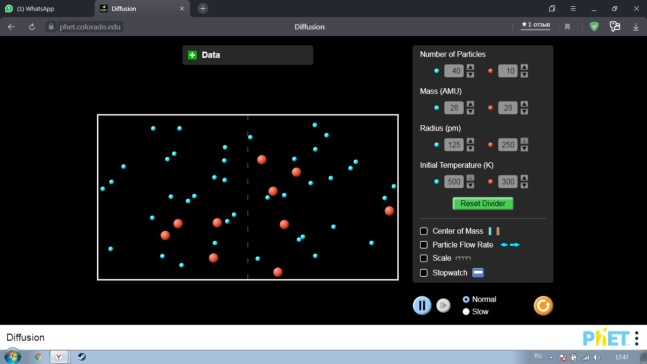 (1) WhatsApp
Diffusion
phet.colorado.edu
Diffusion
★1 отзыв
Data
Number of Particles
40
10
Mass (AMU)
28
28
Radius (pm)
125
250
Initial Temperature (K)
500
300
Reset Divider
Center of Mass
Particle Flow Rate
Scale
Stopwatch
Normal
Slow
Diffusion
PhET
RU
17:47